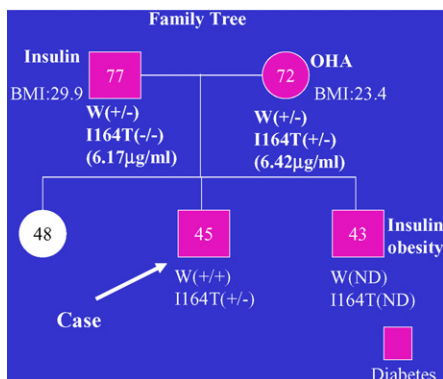 Family Tree
Insulin
OHA
77
72
BMI:29.9
BMI:23.4
W(+/-)
I164T(-/-)
(6.17μg/ml)
W(+/-)
I164T(+/-)
(6.42μg/ml)
48
45
43
Insulin
obesity
W(+/+)
I164T(+/-)
W(ND)
I164T(ND)
Case
Diabetes